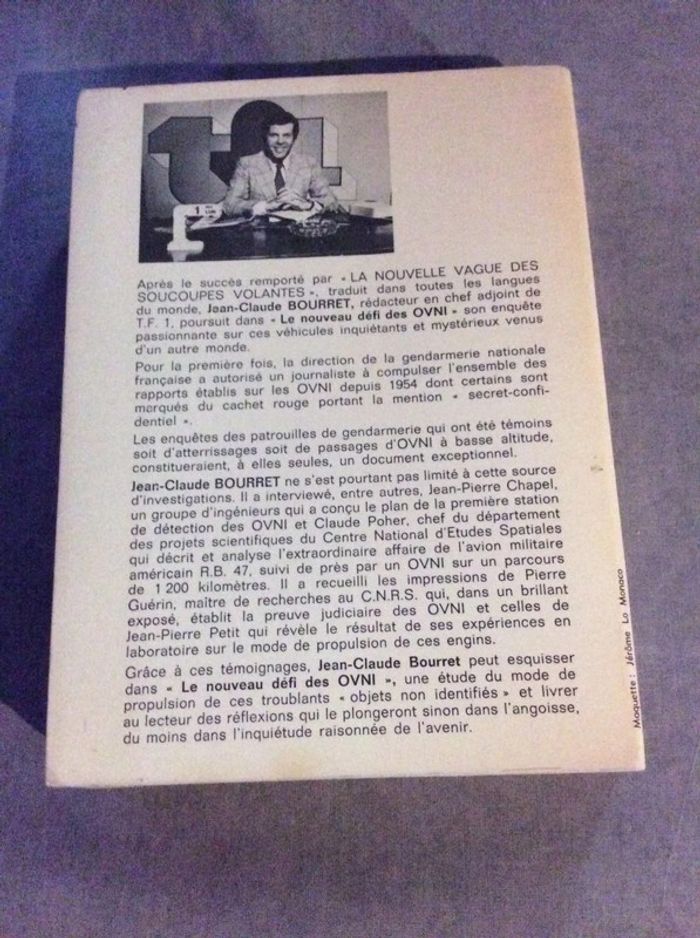 tf1
1
Après le succès remporté par « LA NOUVELLE VAGUE DES
SOUCOUPES VOLANTES », traduit dans toutes les langues
du monde, Jean-Claude BOURRET, rédacteur en chef adjoint de
T.F. 1, poursuit dans « Le nouveau défi des OVNI » son enquête
passionnante sur ces véhicules inquiétants et mystérieux venus
d'un autre monde.
Pour la première fois, la direction de la gendarmerie nationale
française a autorisé un journaliste à compulser l'ensemble des
rapports établis sur les OVNI depuis 1954 dont certains sont
marqués du cachet rouge portant la mention « secret-confi-
dentiel ».
Les enquêtes des patrouilles de gendarmerie qui ont été témoins
soit d'atterrissages soit de passages d'OVNI à basse altitude,
constitueraient, à elles seules, un document exceptionnel.
Jean-Claude BOURRET ne s'est pourtant pas limité à cette source
d'investigations. Il a interviewé, entre autres, Jean-Pierre Chapel,
un groupe d'ingénieurs qui a conçu le plan de la première station
de détection des OVNI et Claude Poher, chef du département
des projets scientifiques du Centre National d'Etudes Spatiales
qui décrit et analyse l'extraordinaire affaire de l'avion militaire
américain R.B. 47, suivi de près par un OVNI sur un parcours
de 1 200 kilomètres. Il a recueilli les impressions de Pierre
Guérin, maître de recherches au C.N.R.S. qui, dans un brillant
exposé, établit la preuve judiciaire des OVNI et celles de
Jean-Pierre Petit qui révèle le résultat de ses expériences en
laboratoire sur le mode de propulsion de ces engins.
Grâce à ces témoignages, Jean-Claude Bourret peut esquisser
dans « Le nouveau défi des OVNI », une étude du mode de
propulsion de ces troublants « objets non identifiés » et livrer
au lecteur des réflexions qui le plongeront sinon dans l'angoisse,
du moins dans l'inquiétude raisonnée de l'avenir.
Maquette : Jérôme Lo Monaco